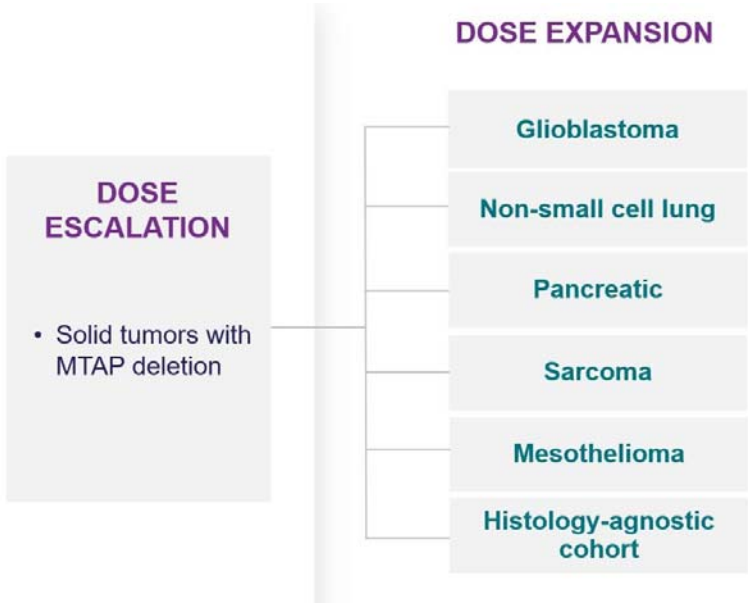 DOSE EXPANSION
DOSE
ESCALATION
• Solid tumors with
MTAP deletion
Glioblastoma
Non-small cell lung
Pancreatic
Sarcoma
Mesothelioma
Histology-agnostic
cohort